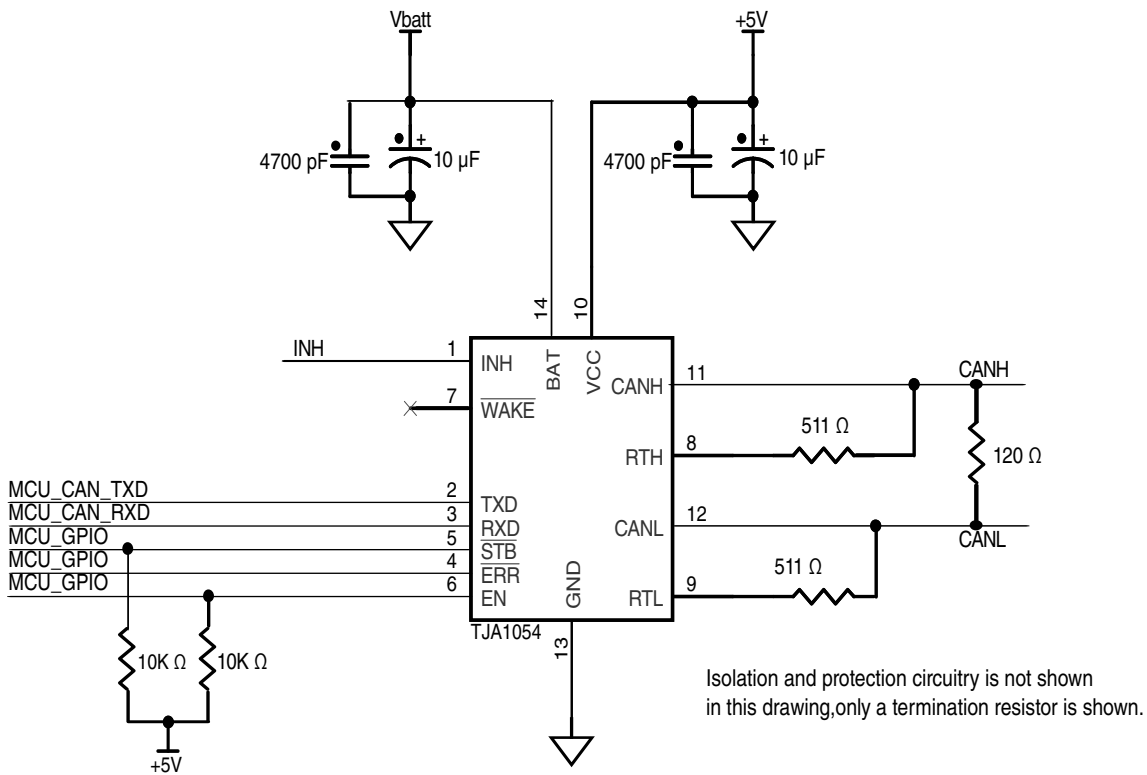 Vbatt
+5V
4700 pF
+
10 µF
4700 pF
+
10 µF
14
10
INH
1
INH
BAT
VCC
CANH
11
CANH
7
WAKE
511 Ω
8
RTH
120 Ω
MCU_CAN_TXD
2
TXD
MCU_CAN_RXD
3
RXD
MCU_GPIO
5
STB
MCU_GPIO
4
ERR
MCU_GPIO
6
EN
CANL
12
CANL
511 Ω
9
RTL
GND
TJA1054
13
10K Ω
10K Ω
+5V
Isolation and protection circuitry is not shown
in this drawing,only a termination resistor is shown.